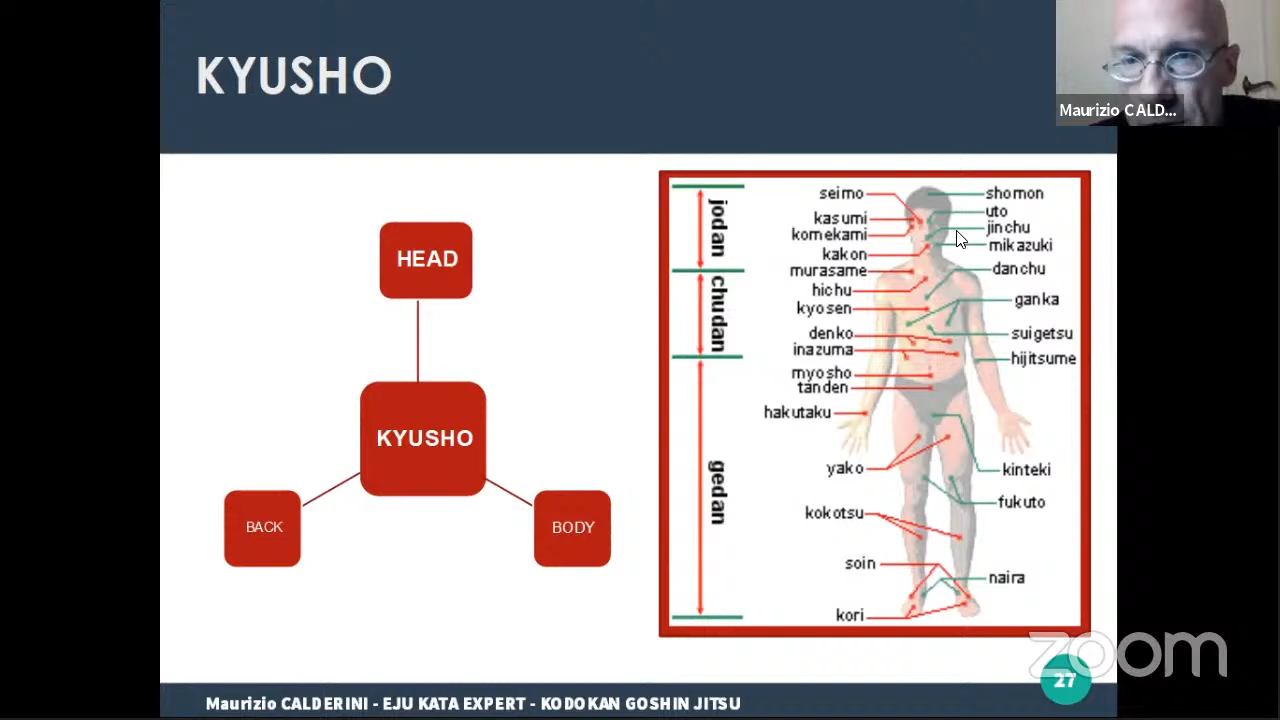 KYUSHO
Maurizio CALD...
HEAD
KYUSHO
BACK
BODY
jodan
chudan
gedan
seimo
kasumi
komekami
kakon
murasame
hichu
kyosen
denko
inazuma
myosho
tanden
hakutaku
yako
kokotsu
soin
kori
shomon
uto
jinchu
mikazuki
danchu
ganka
suigetsu
hijitsume
kinteki
fukuto
naira
zoom
27
Maurizio CALDERINI - EJU KATA EXPERT - KODOKAN GOSHIN JITSU